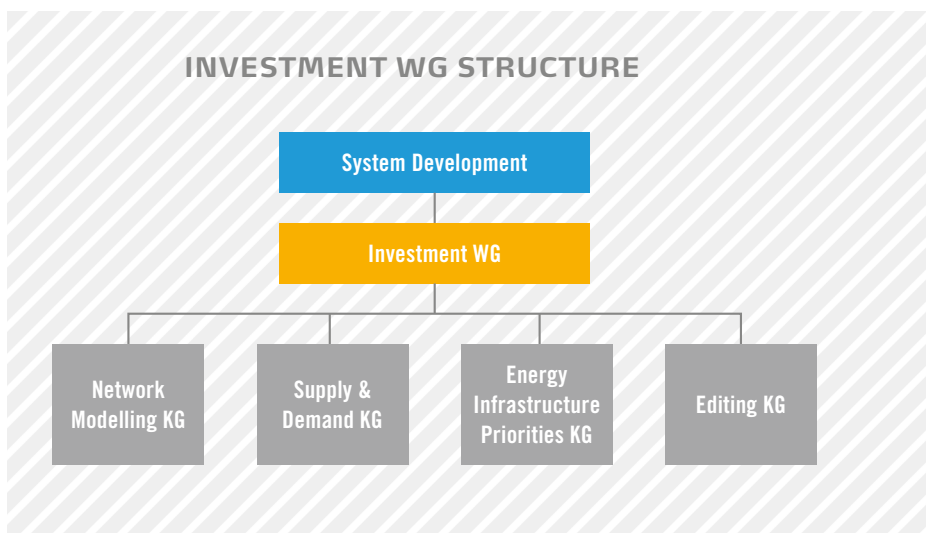 INVESTMENT WG STRUCTURE
System Development
Investment WG
Network
Modelling KG
Supply &
Demand KG
Energy
Infrastructure
Priorities KG
Editing KG